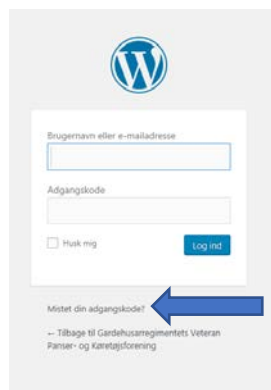 Brugernavn eller e-mailadresse
Adgangskode
Husk mig
Log ind
Mistet din adgangskode?
← Tilbage til Gardehusarregimentets Veteran
Panser- og Køretøjsforening